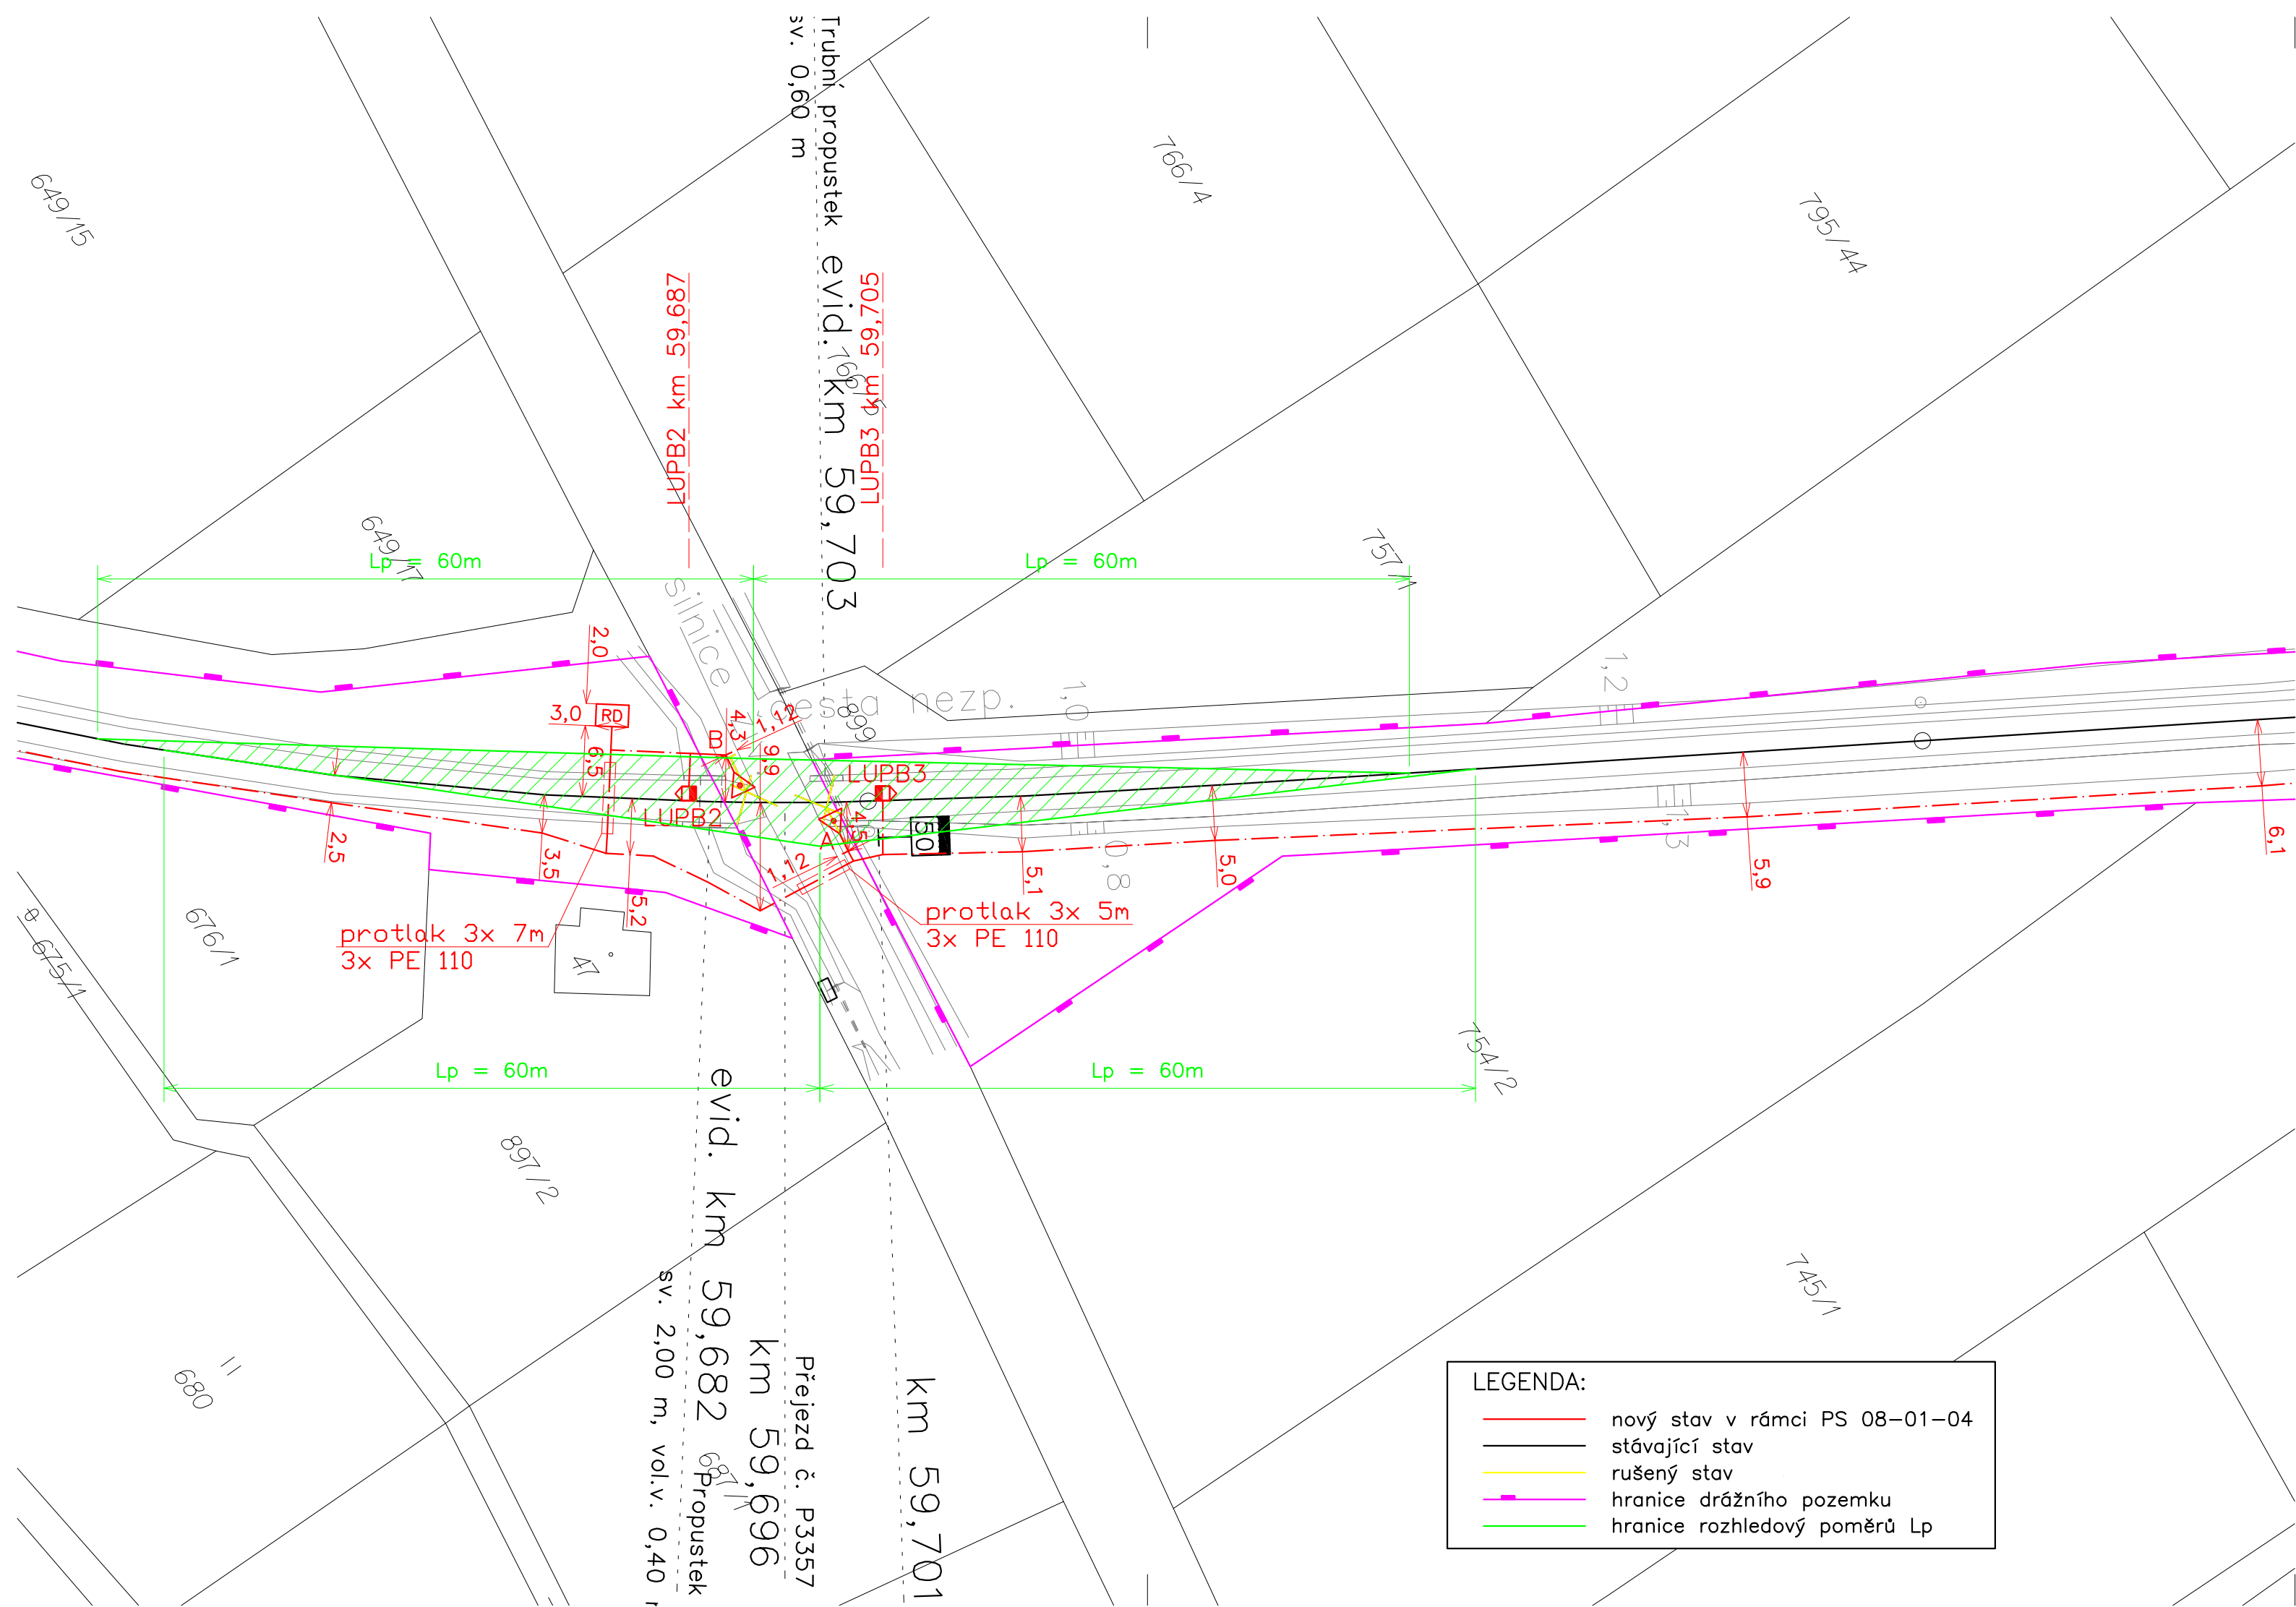 Trubní propustek
sv. 0,60 m
evid. km 59,703
649/15
766/4
795/44
LUPB2 km 59,687
LUPB3 km 59,705
649/17
757/1
Lp = 60m
Lp = 60m
silnice
cesta nezp.
899
1,0
1,2
2,0
3,0
RD
6,5
B
4,3
1,12
9,9
LUPB2
LUPB3
A
4,5
50
1,12
2,5
3,5
5,2
5,1
5,0
5,9
6,1
0,8
1,3
protlak 3x 7m
3x PE 110
protlak 3x 5m
3x PE 110
676/1
675/1
47
Lp = 60m
Lp = 60m
754/2
897/2
745/1
680
687/1
evid. km 59,682
Propustek
sv. 2,00 m, vol.v. 0,40
km 59,696
Přejezd č. P3357
km 59,701
LEGENDA:
nový stav v rámci PS 08-01-04
stávající stav
rušený stav
hranice drážního pozemku
hranice rozhledový poměrů Lp